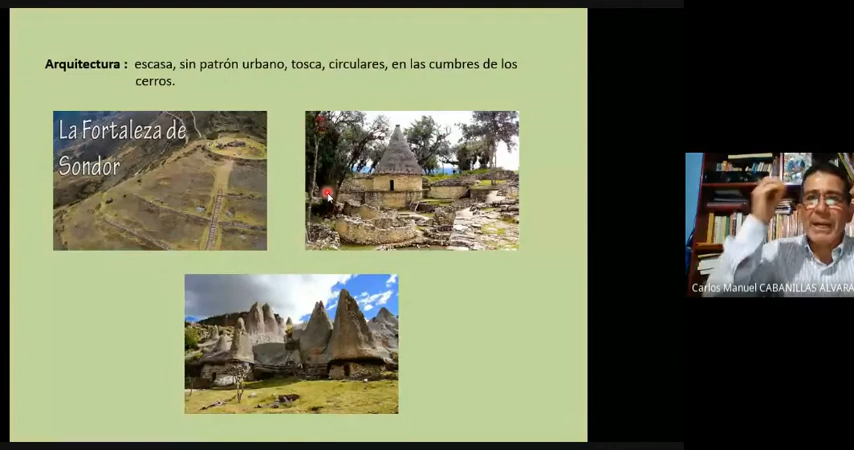 Arquitectura : escasa, sin patrón urbano, tosca, circulares, en las cumbres de los
cerros.
La Fortaleza de
Sondor
Carlos Manuel CABANILLAS ALVARA